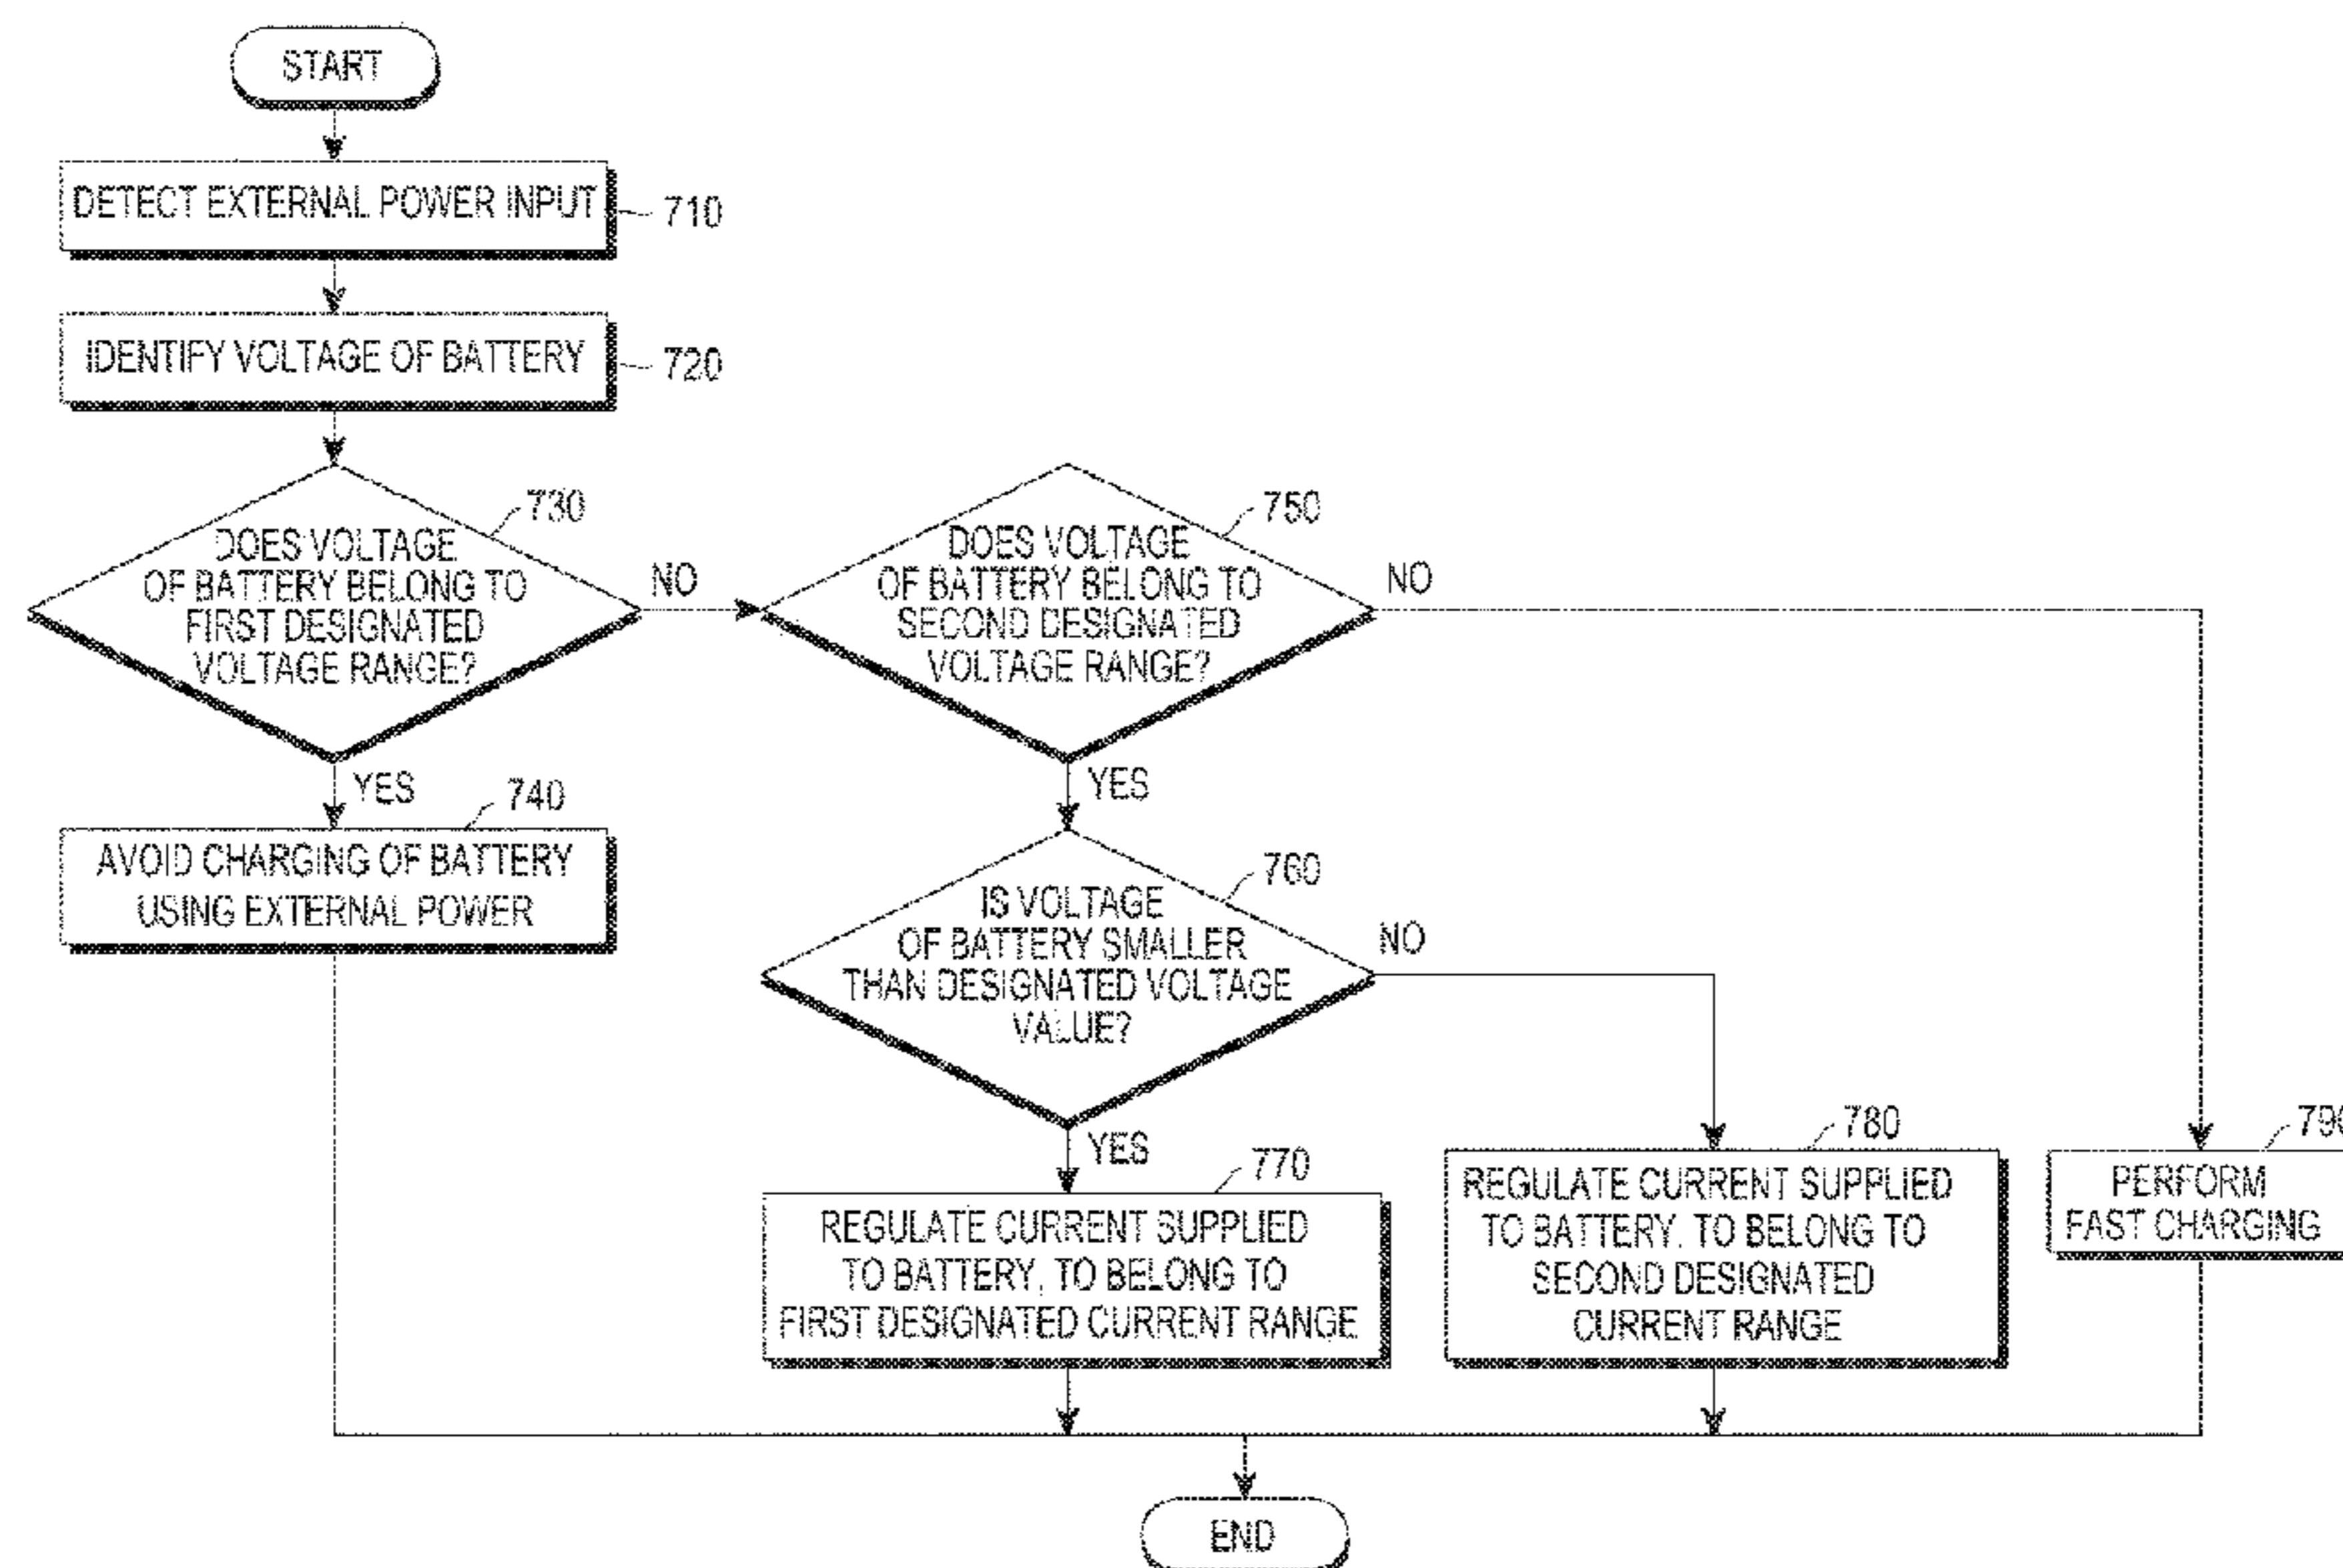 START
DETECT EXTERNAL POWER INPUT
710
IDENTIFY VOLTAGE OF BATTERY
720
730
DOES VOLTAGE
OF BATTERY BELONG TO
FIRST DESIGNATED
VOLTAGE RANGE?
NO
YES
740
AVOID CHARGING OF BATTERY
USING EXTERNAL POWER
750
DOES VOLTAGE
OF BATTERY BELONG TO
SECOND DESIGNATED
VOLTAGE RANGE?
NO
YES
760
IS VOLTAGE
OF BATTERY SMALLER
THAN DESIGNATED VOLTAGE
VALUE?
NO
YES
770
REGULATE CURRENT SUPPLIED
TO BATTERY, TO BELONG TO
FIRST DESIGNATED CURRENT RANGE
780
REGULATE CURRENT SUPPLIED
TO BATTERY, TO BELONG TO
SECOND DESIGNATED
CURRENT RANGE
790
PERFORM
FAST CHARGING
END